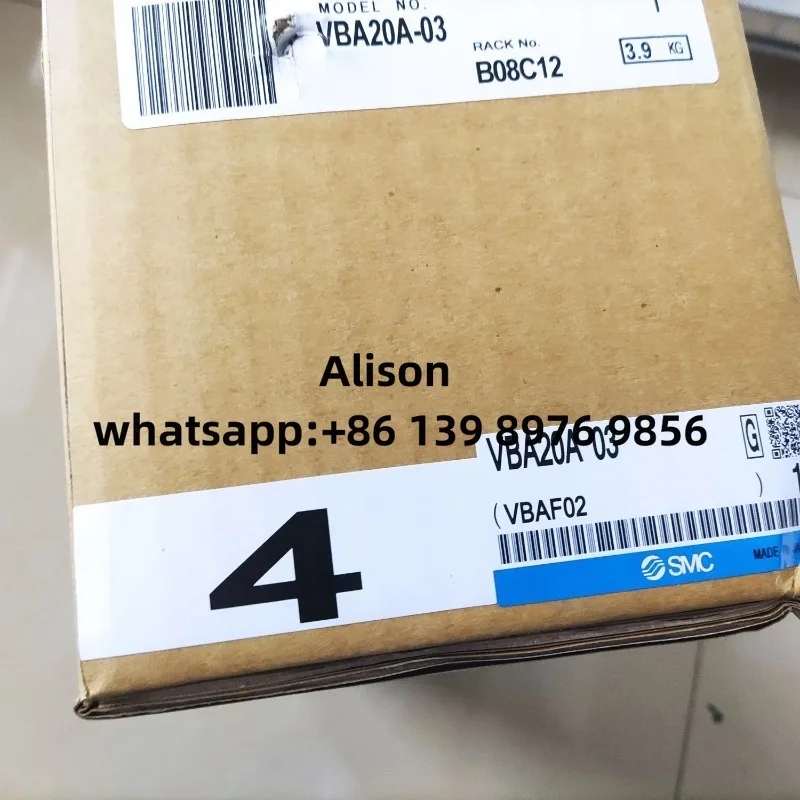 MODEL NO.
VBA20A-03
RACK No.
B08C12
3.9 KG
Alison
whatsapp:+86 139 8976 9856
VBA20A-03
G
(VBAF02 )
4
SMC
MADE IN